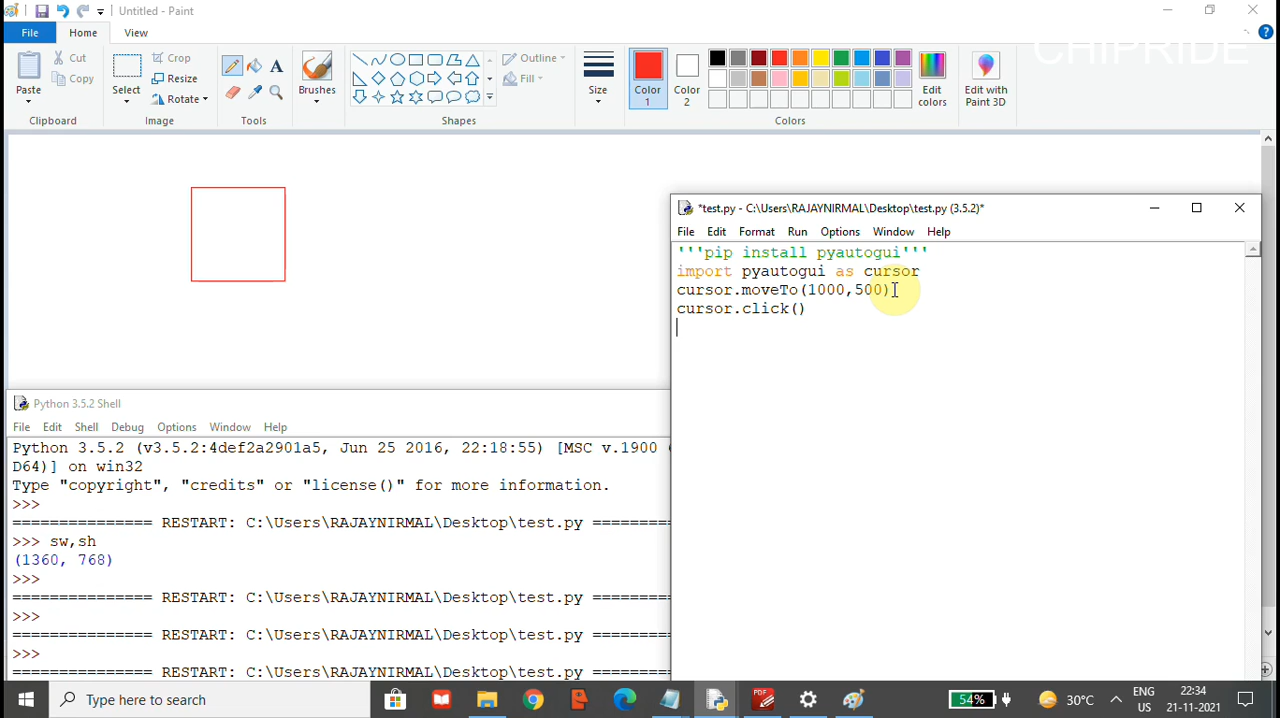 Untitled - Paint
File Home View
CHIPRIDE
Paste
Cut
Copy
Clipboard
Select
Crop
Resize
Rotate
Image
Tools
Brushes
Outline
Fill
Shapes
Size
Color 1
Color 2
Edit colors
Colors
Edit with Paint 3D
*test.py - C:\Users\RAJAYNIRMAL\Desktop\test.py (3.5.2)*
File Edit Format Run Options Window Help
'''pip install pyautogui'''
import pyautogui as cursor
cursor.moveTo(1000,500)
cursor.click()
Python 3.5.2 Shell
File Edit Shell Debug Options Window Help
Python 3.5.2 (v3.5.2:4def2a2901a5, Jun 25 2016, 22:18:55) [MSC v.1900
D64)] on win32
Type "copyright", "credits" or "license()" for more information.
>>>
=============== RESTART: C:\Users\RAJAYNIRMAL\Desktop\test.py ========
>>> sw,sh
(1360, 768)
>>>
=============== RESTART: C:\Users\RAJAYNIRMAL\Desktop\test.py ========
>>>
=============== RESTART: C:\Users\RAJAYNIRMAL\Desktop\test.py ========
>>>
=============== RESTART: C:\Users\RAJAYNIRMAL\Desktop\test.py ========
Type here to search
PDF
54%
30°C
ENG
US
22:34
21-11-2021